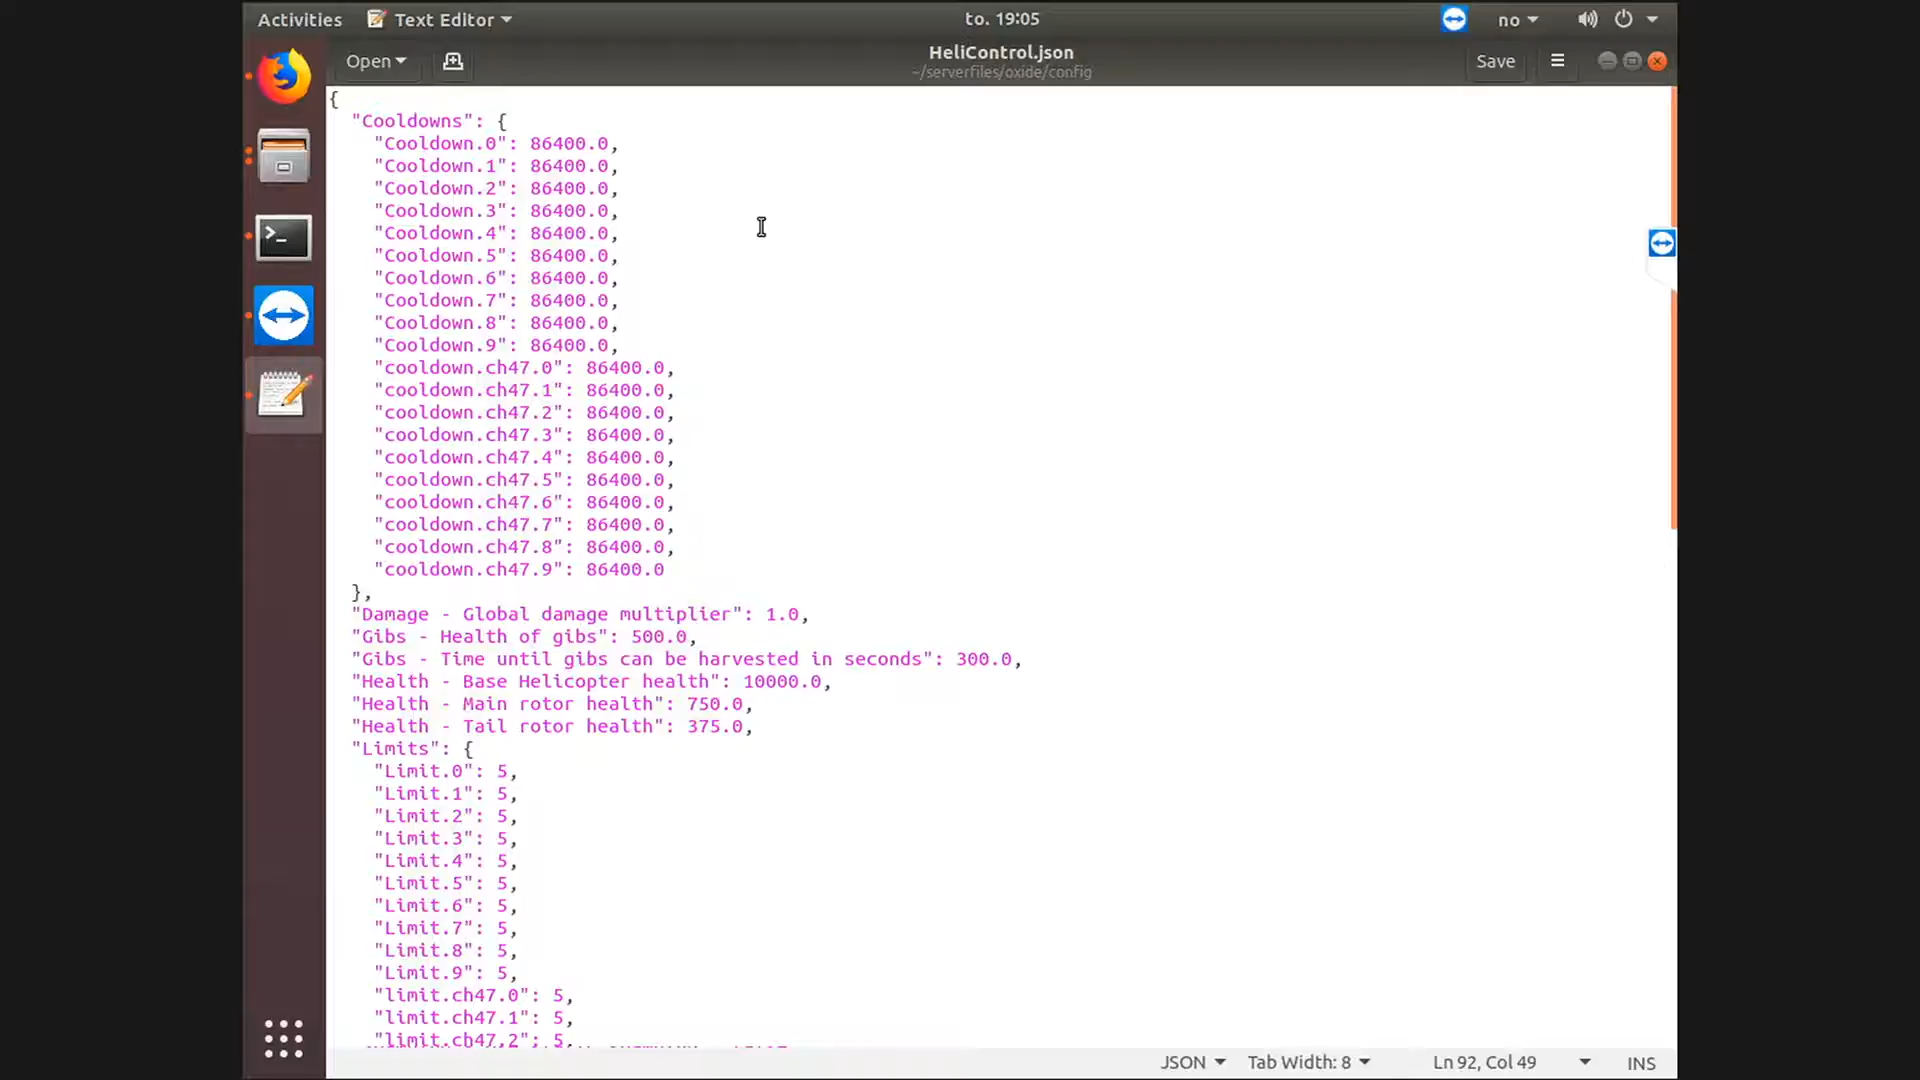 Activities Text Editor to. 19:05 no
Open HeliControl.json Save
~/serverfiles/oxide/config
{
"Cooldowns": {
"Cooldown.0": 86400.0,
"Cooldown.1": 86400.0,
"Cooldown.2": 86400.0,
"Cooldown.3": 86400.0,
"Cooldown.4": 86400.0,
"Cooldown.5": 86400.0,
"Cooldown.6": 86400.0,
"Cooldown.7": 86400.0,
"Cooldown.8": 86400.0,
"Cooldown.9": 86400.0,
"cooldown.ch47.0": 86400.0,
"cooldown.ch47.1": 86400.0,
"cooldown.ch47.2": 86400.0,
"cooldown.ch47.3": 86400.0,
"cooldown.ch47.4": 86400.0,
"cooldown.ch47.5": 86400.0,
"cooldown.ch47.6": 86400.0,
"cooldown.ch47.7": 86400.0,
"cooldown.ch47.8": 86400.0,
"cooldown.ch47.9": 86400.0
},
"Damage - Global damage multiplier": 1.0,
"Gibs - Health of gibs": 500.0,
"Gibs - Time until gibs can be harvested in seconds": 300.0,
"Health - Base Helicopter health": 10000.0,
"Health - Main rotor health": 750.0,
"Health - Tail rotor health": 375.0,
"Limits": {
"Limit.0": 5,
"Limit.1": 5,
"Limit.2": 5,
"Limit.3": 5,
"Limit.4": 5,
"Limit.5": 5,
"Limit.6": 5,
"Limit.7": 5,
"Limit.8": 5,
"Limit.9": 5,
"limit.ch47.0": 5,
"limit.ch47.1": 5,
"limit.ch47.2": 5,
JSON Tab Width: 8 Ln 92, Col 49 INS